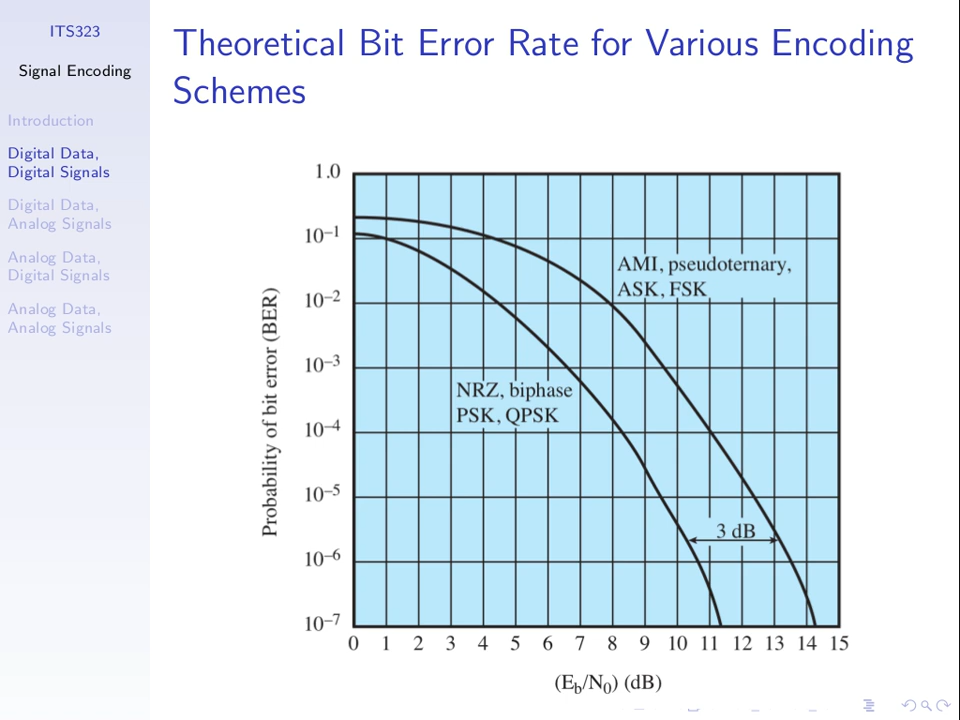 ITS323
Signal Encoding
Introduction
Digital Data,
Digital Signals
Digital Data,
Analog Signals
Analog Data,
Digital Signals
Analog Data,
Analog Signals
Theoretical Bit Error Rate for Various Encoding
Schemes
1.0
10⁻¹
10⁻²
10⁻³
10⁻⁴
10⁻⁵
10⁻⁶
10⁻⁷
Probability of bit error (BER)
AMI, pseudoternary,
ASK, FSK
NRZ, biphase
PSK, QPSK
3 dB
0 1 2 3 4 5 6 7 8 9 10 11 12 13 14 15
(E_b/N_0) (dB)